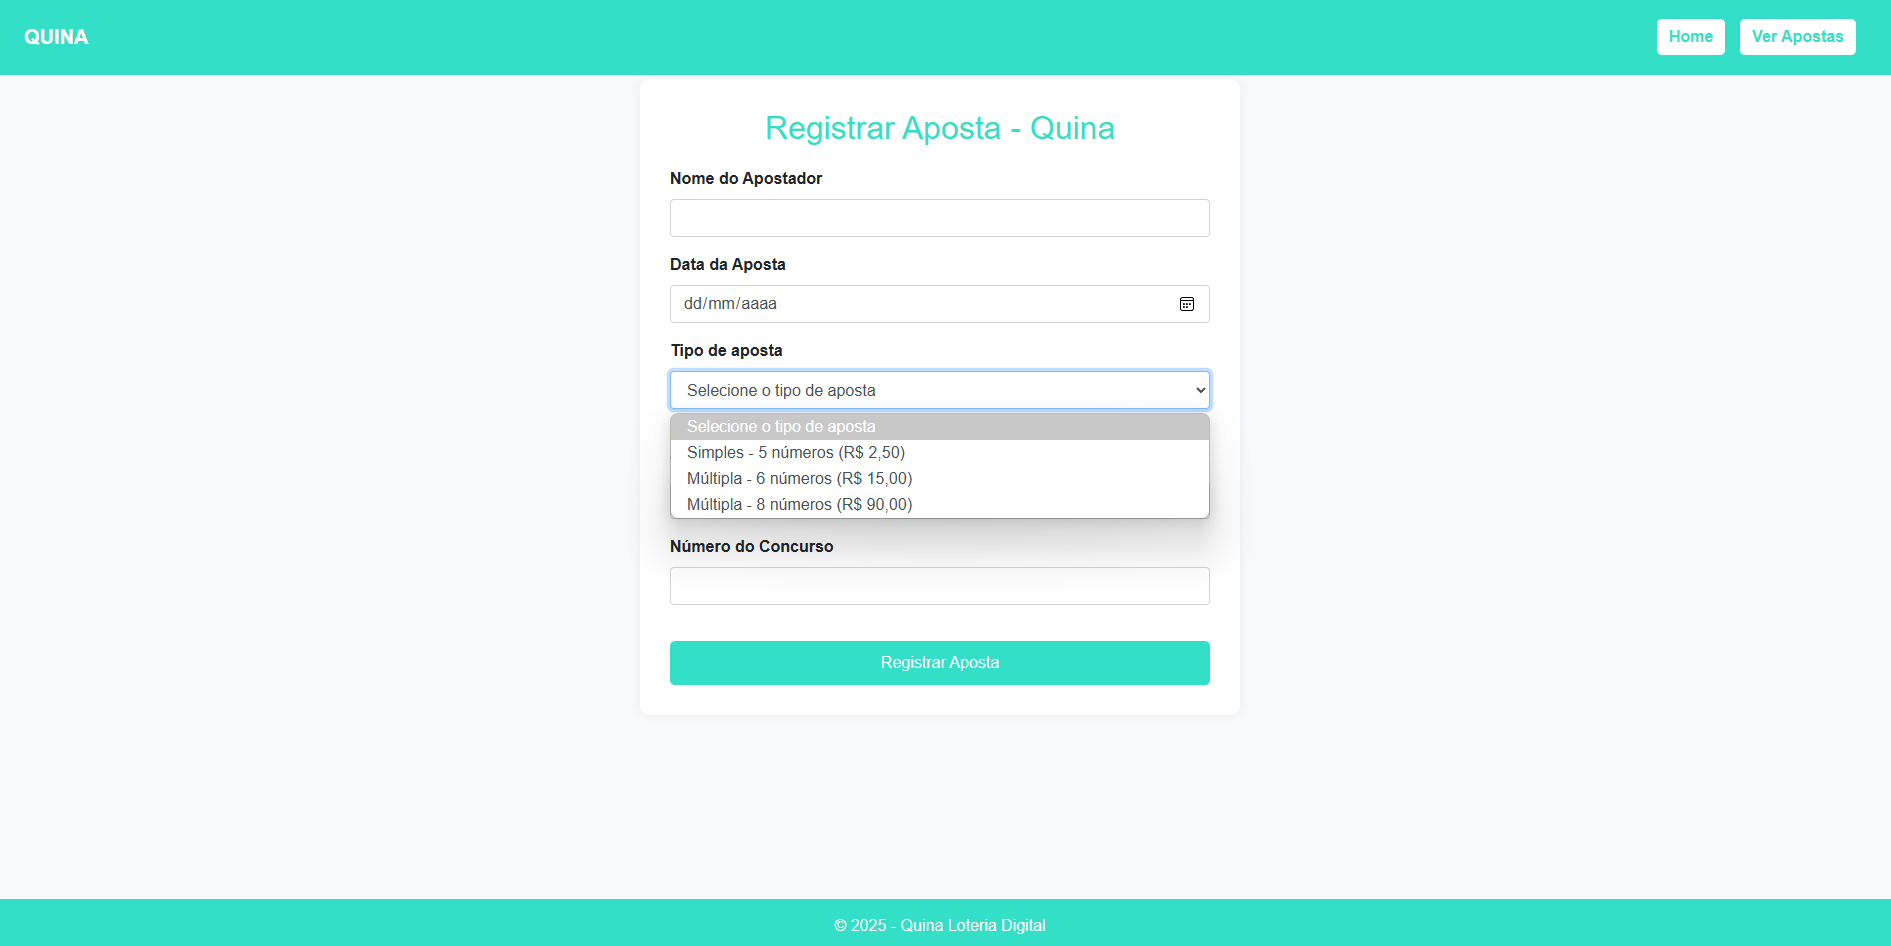 QUINA
Home
Ver Apostas
Registrar Aposta - Quina
Nome do Apostador
Data da Aposta
dd/mm/aaaa
Tipo de aposta
Selecione o tipo de aposta
Selecione o tipo de aposta
Simples - 5 números (R$ 2,50)
Múltipla - 6 números (R$ 15,00)
Múltipla - 8 números (R$ 90,00)
Número do Concurso
Registrar Aposta
© 2025 - Quina Loteria Digital